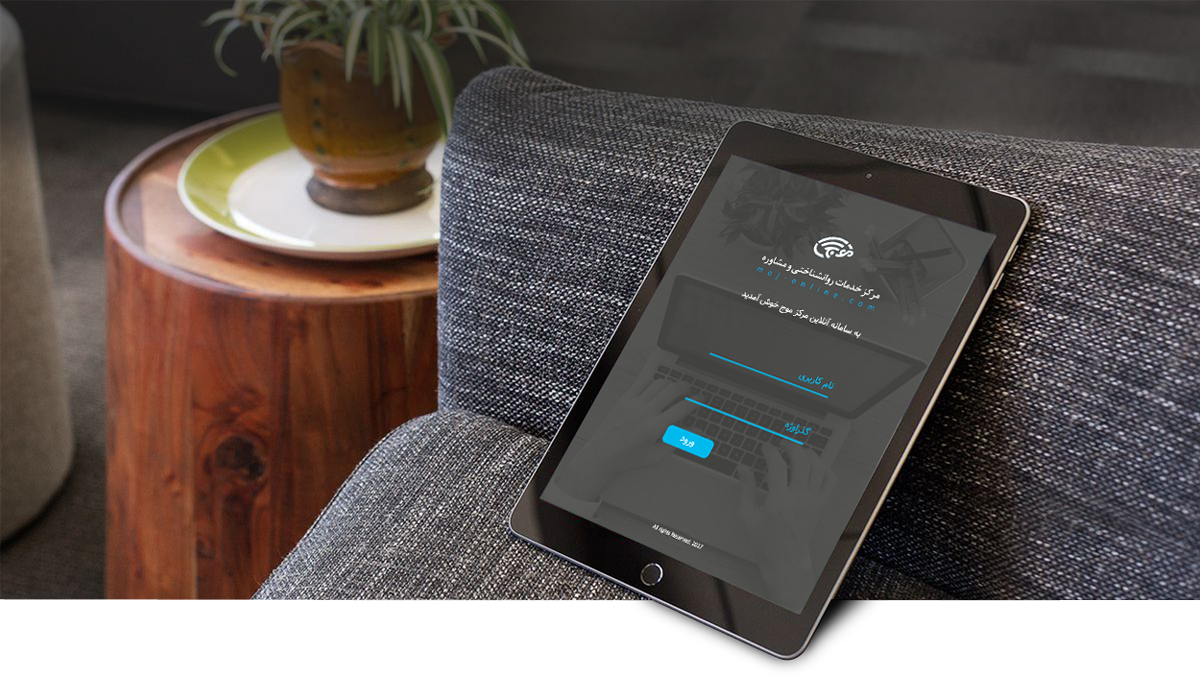 موج
مرکز خدمات روانشناختی و مشاوره
moj-online.com
به سامانه آنلاین مرکز موج خوش آمدید
نام کاربری
گذرواژه
ورود
All rights Reserved, 2017